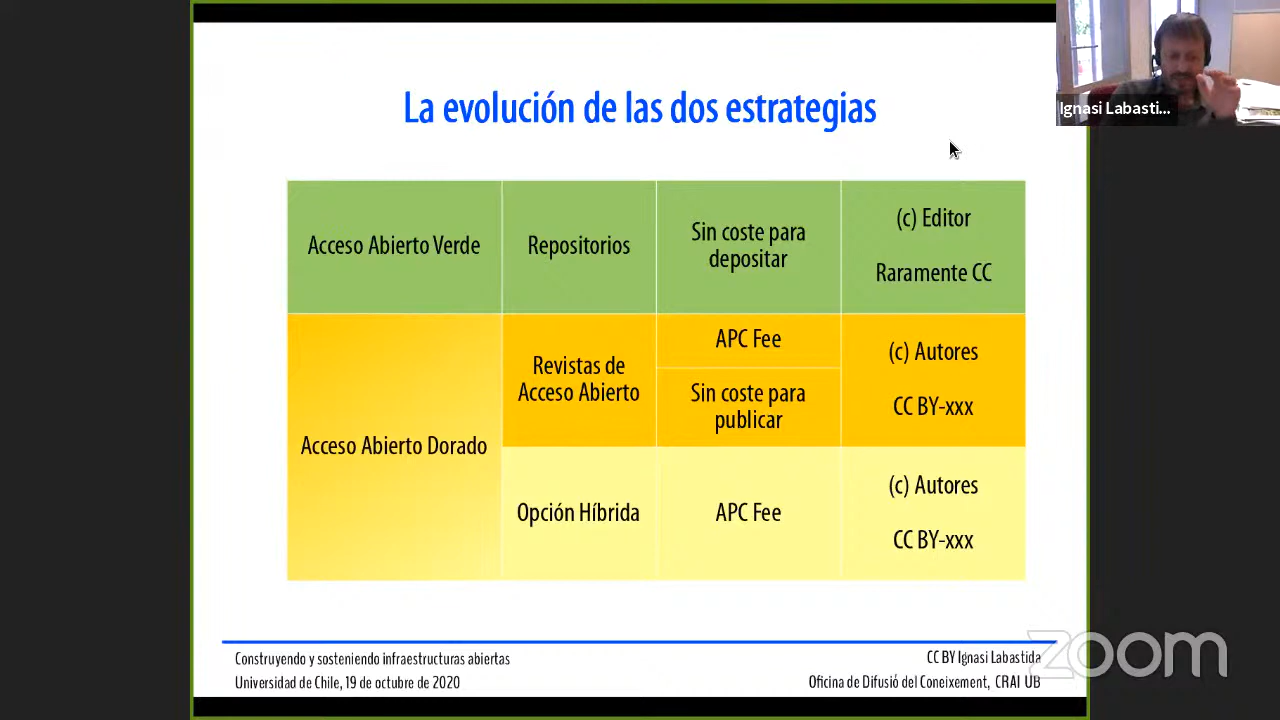 La evolución de las dos estrategias
Ignasi Labasti...
Acceso Abierto Verde
Repositorios
Sin coste para
depositar
(c) Editor
Raramente CC
Acceso Abierto Dorado
Revistas de
Acceso Abierto
APC Fee
Sin coste para
publicar
(c) Autores
CC BY-xxx
Opción Híbrida
APC Fee
(c) Autores
CC BY-xxx
Construyendo y sosteniendo infraestructuras abiertas
Universidad de Chile, 19 de octubre de 2020
CC BY Ignasi Labastida
Oficina de Difusió del Coneixement, CRAI UB
zoom